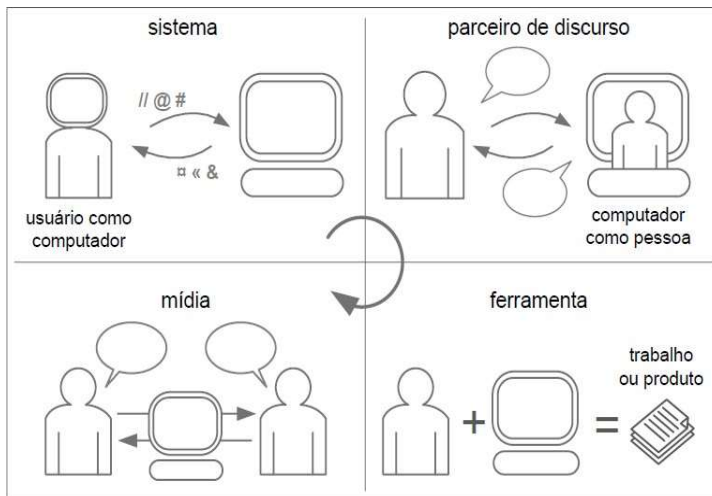 sistema
// @ #
¤ « &
usuário como
computador
parceiro de discurso
computador
como pessoa
mídia
ferramenta
+
=
trabalho
ou produto